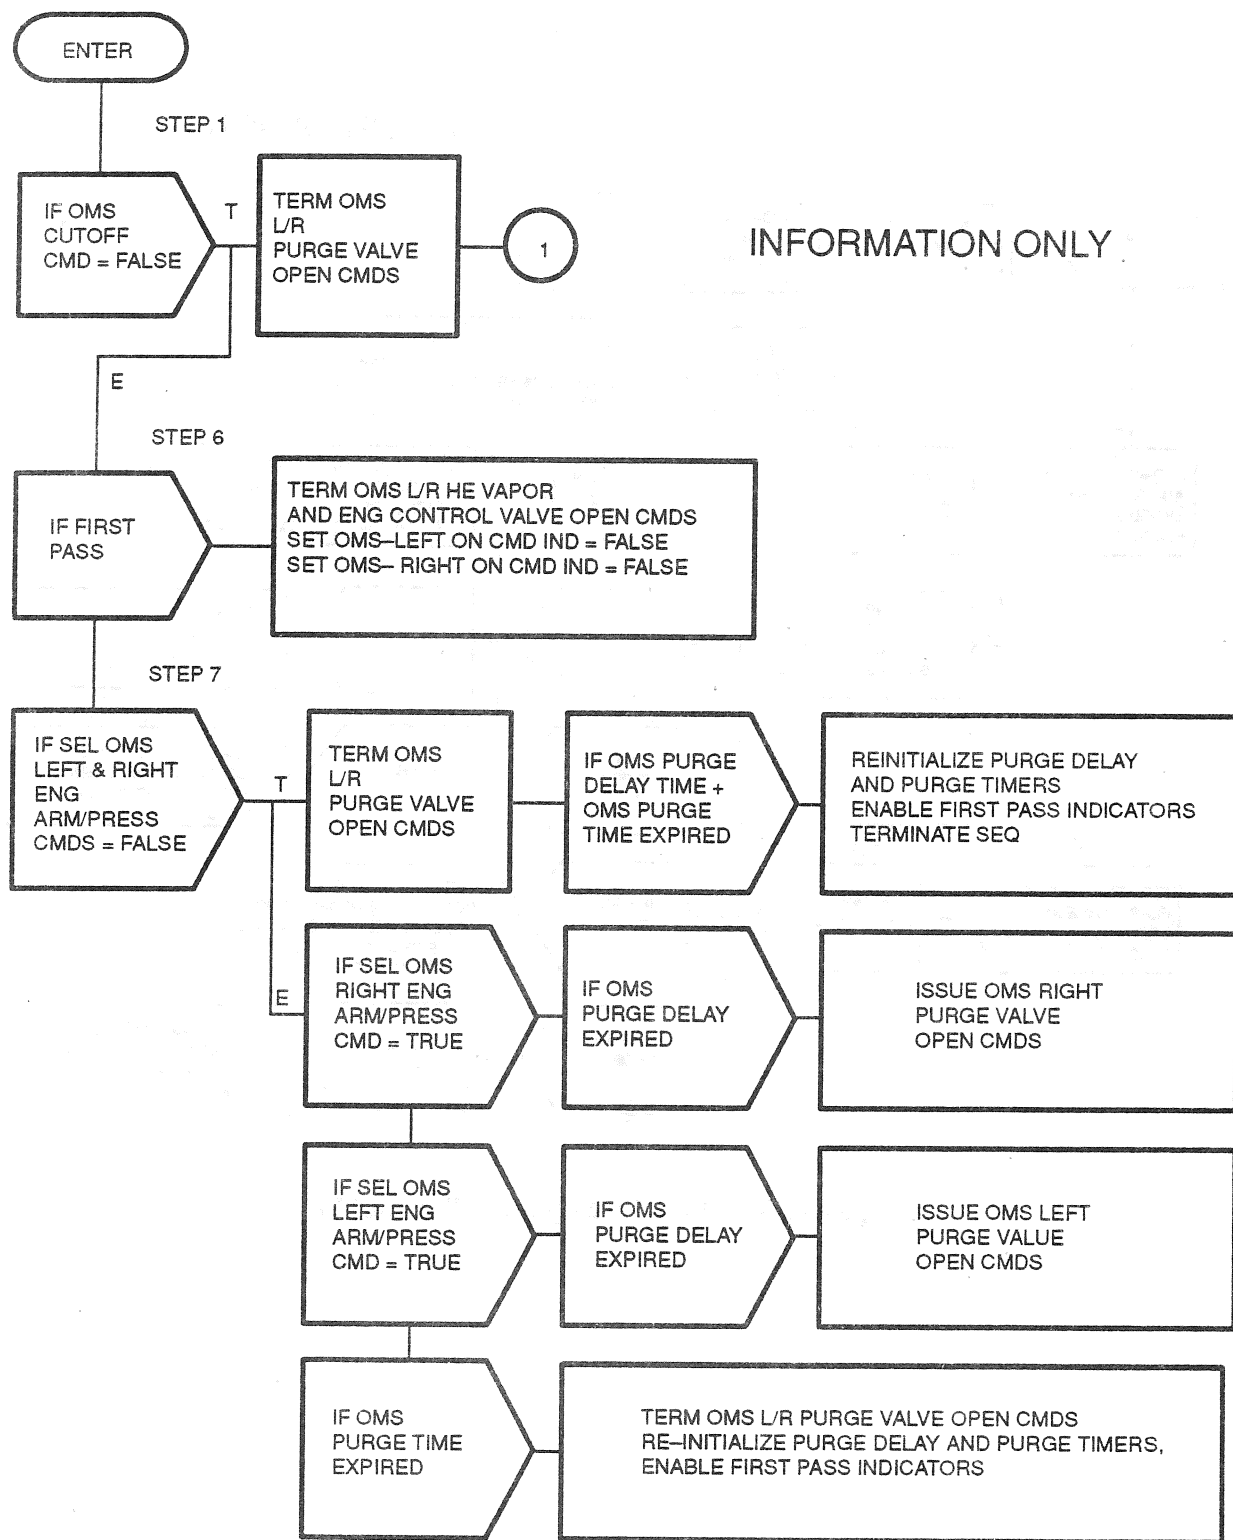 ENTER
STEP 1
IF OMS
CUTOFF
CMD = FALSE
T
TERM OMS
L/R
PURGE VALVE
OPEN CMDS
1
INFORMATION ONLY
E
STEP 6
IF FIRST
PASS
TERM OMS L/R HE VAPOR
AND ENG CONTROL VALVE OPEN CMDS
SET OMS–LEFT ON CMD IND = FALSE
SET OMS– RIGHT ON CMD IND = FALSE
STEP 7
IF SEL OMS
LEFT & RIGHT
ENG
ARM/PRESS
CMDS = FALSE
T
TERM OMS
L/R
PURGE VALVE
OPEN CMDS
IF OMS PURGE
DELAY TIME +
OMS PURGE
TIME EXPIRED
REINITIALIZE PURGE DELAY
AND PURGE TIMERS
ENABLE FIRST PASS INDICATORS
TERMINATE SEQ
E
IF SEL OMS
RIGHT ENG
ARM/PRESS
CMD = TRUE
IF OMS
PURGE DELAY
EXPIRED
ISSUE OMS RIGHT
PURGE VALVE
OPEN CMDS
IF SEL OMS
LEFT ENG
ARM/PRESS
CMD = TRUE
IF OMS
PURGE DELAY
EXPIRED
ISSUE OMS LEFT
PURGE VALUE
OPEN CMDS
IF OMS
PURGE TIME
EXPIRED
TERM OMS L/R PURGE VALVE OPEN CMDS
RE–INITIALIZE PURGE DELAY AND PURGE TIMERS,
ENABLE FIRST PASS INDICATORS